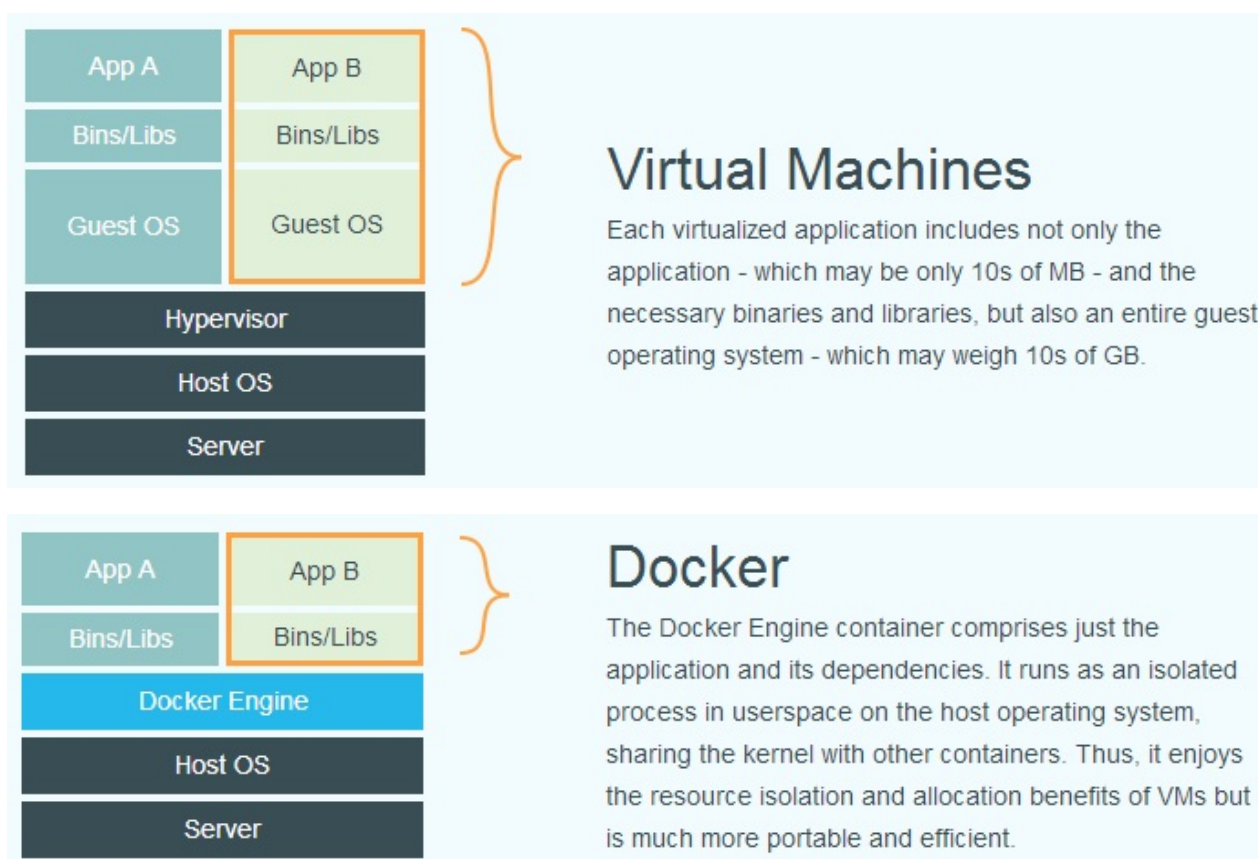 App A App B
Bins/Libs Bins/Libs
Guest OS Guest OS
Hypervisor
Host OS
Server
Virtual Machines
Each virtualized application includes not only the
application - which may be only 10s of MB - and the
necessary binaries and libraries, but also an entire guest
operating system - which may weigh 10s of GB.
App A App B
Bins/Libs Bins/Libs
Docker Engine
Host OS
Server
Docker
The Docker Engine container comprises just the
application and its dependencies. It runs as an isolated
process in userspace on the host operating system,
sharing the kernel with other containers. Thus, it enjoys
the resource isolation and allocation benefits of VMs but
is much more portable and efficient.